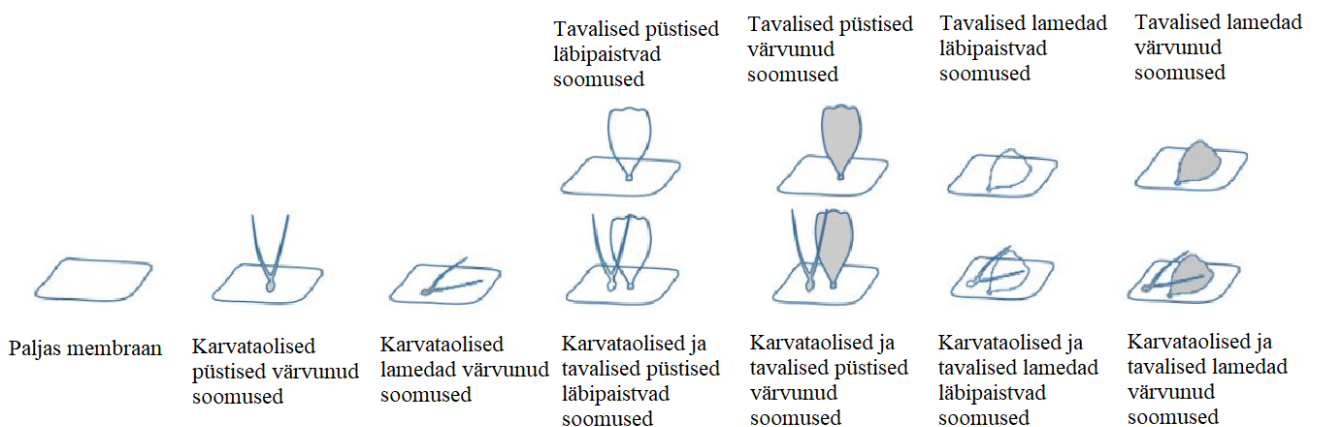 Tavalised püstised
läbipaistvad
soomused
Tavalised püstised
värvunud
soomused
Tavalised lamedad
läbipaistvad
soomused
Tavalised lamedad
värvunud
soomused
Paljas membraan
Karvataolised
püstised värvunud
soomused
Karvataolised
lamedad värvunud
soomused
Karvataolised ja
tavalised püstised
läbipaistvad
soomused
Karvataolised ja
tavalised püstised
värvunud
soomused
Karvataolised ja
tavalised lamedad
läbipaistvad
soomused
Karvataolised ja
tavalised lamedad
värvunud
soomused